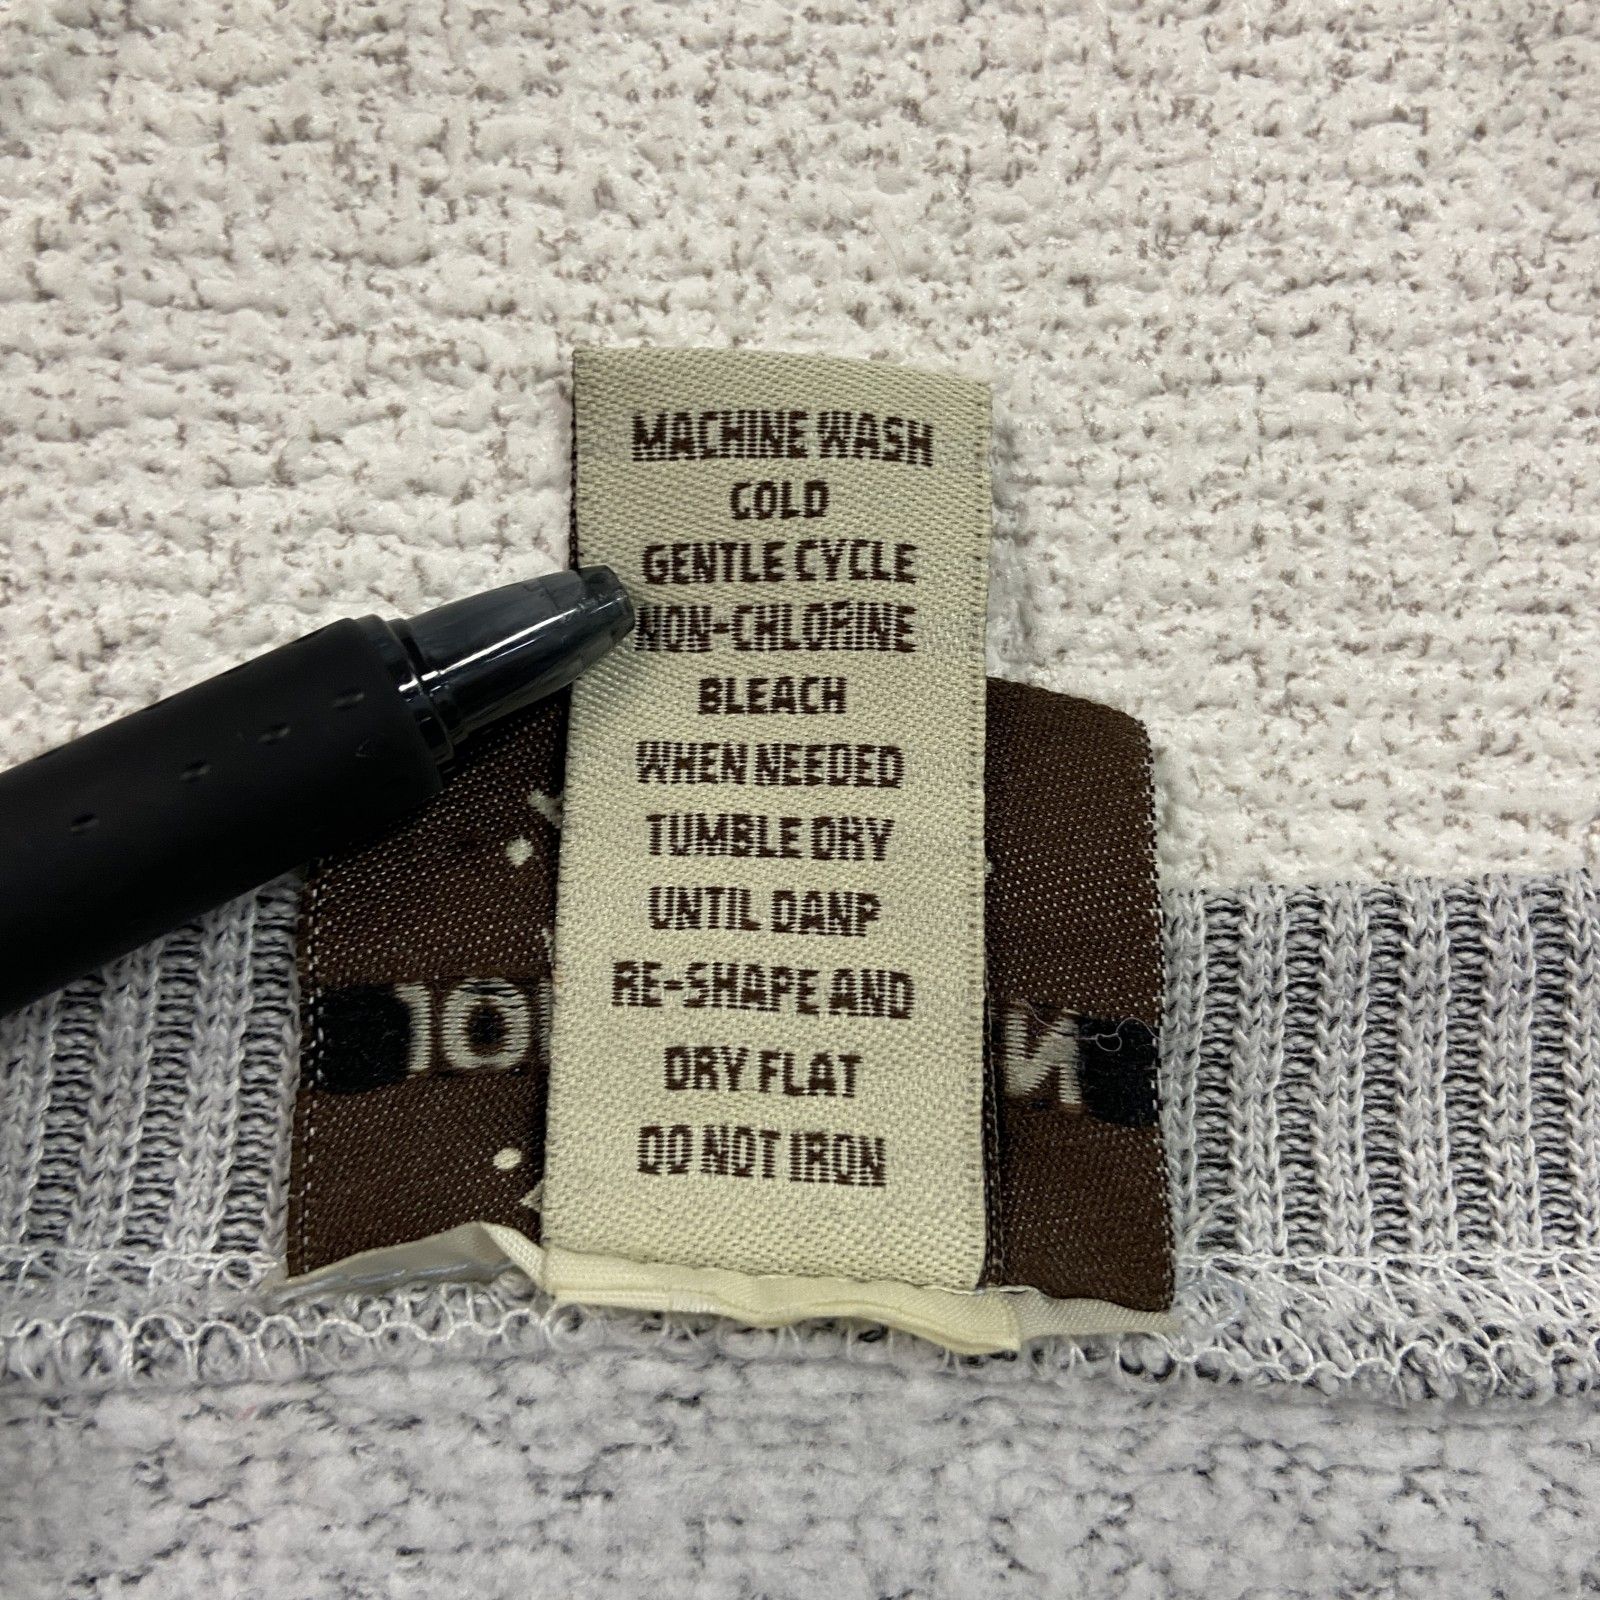 MACHINE WASH
COLD
GENTLE CYCLE
NON-CHLORINE
BLEACH
WHEN NEEDED
TUMBLE DRY
UNTIL DANP
RE-SHAPE AND
DRY FLAT
DO NOT IRON